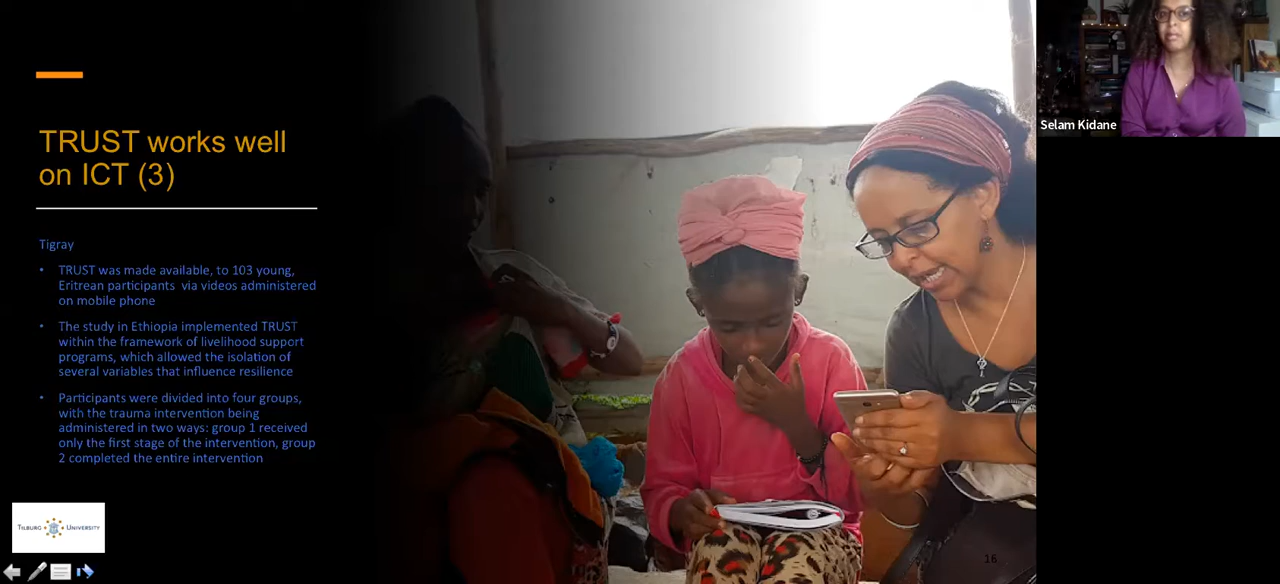 TRUST works well
on ICT (3)
Tigray
• TRUST was made available, to 103 young,
Eritrean participants via videos administered
on mobile phone
• The study in Ethiopia implemented TRUST
within the framework of livelihood support
programs, which allowed the isolation of
several variables that influence resilience
• Participants were divided into four groups,
with the trauma intervention being
administered in two ways: group 1 received
only the first stage of the intervention, group
2 completed the entire intervention
TILBURG UNIVERSITY
16
Selam Kidane